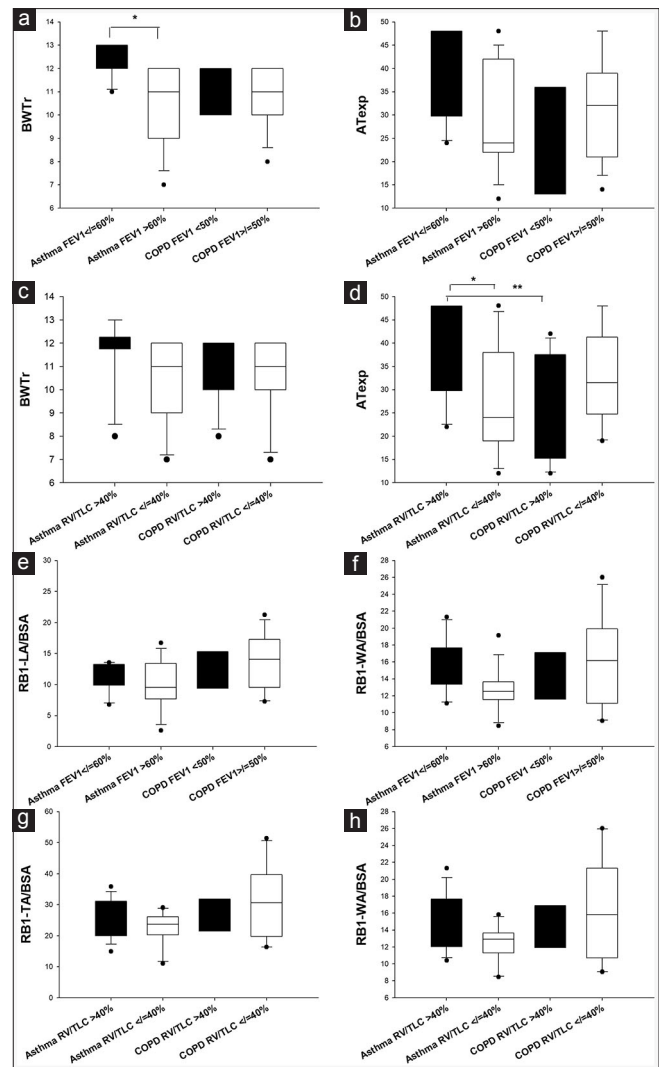 a
*
14
13
12
11
10
9
8
7
6
BWTr
Asthma FEV1</=60%
Asthma FEV1 >60%
COPD FEV1 <50%
COPD FEV1>/=50%
b
50
45
40
35
30
25
20
15
10
ATexp
Asthma FEV1</=60%
Asthma FEV1 >60%
COPD FEV1 <50%
COPD FEV1>/=50%
c
14
13
12
11
10
9
8
7
6
BWTr
Asthma RV/TLC >40%
Asthma RV/TLC </=40%
COPD RV/TLC >40%
COPD RV/TLC </=40%
d
*
**
50
45
40
35
30
25
20
15
10
ATexp
Asthma RV/TLC >40%
Asthma RV/TLC </=40%
COPD RV/TLC >40%
COPD RV/TLC </=40%
e
30
25
20
15
10
5
0
RB1-LA/BSA
Asthma FEV1</=60%
Asthma FEV1 >60%
COPD FEV1 <50%
COPD FEV1>/=50%
f
28
26
24
22
20
18
16
14
12
10
8
6
RB1-WA/BSA
Asthma FEV1</=60%
Asthma FEV1 >60%
COPD FEV1 <50%
COPD FEV1>/=50%
g
60
50
40
30
20
10
0
RB1-TA/BSA
Asthma RV/TLC >40%
Asthma RV/TLC </=40%
COPD RV/TLC >40%
COPD RV/TLC </=40%
h
28
26
24
22
20
18
16
14
12
10
8
6
RB1-WA/BSA
Asthma RV/TLC >40%
Asthma RV/TLC </=40%
COPD RV/TLC >40%
COPD RV/TLC </=40%